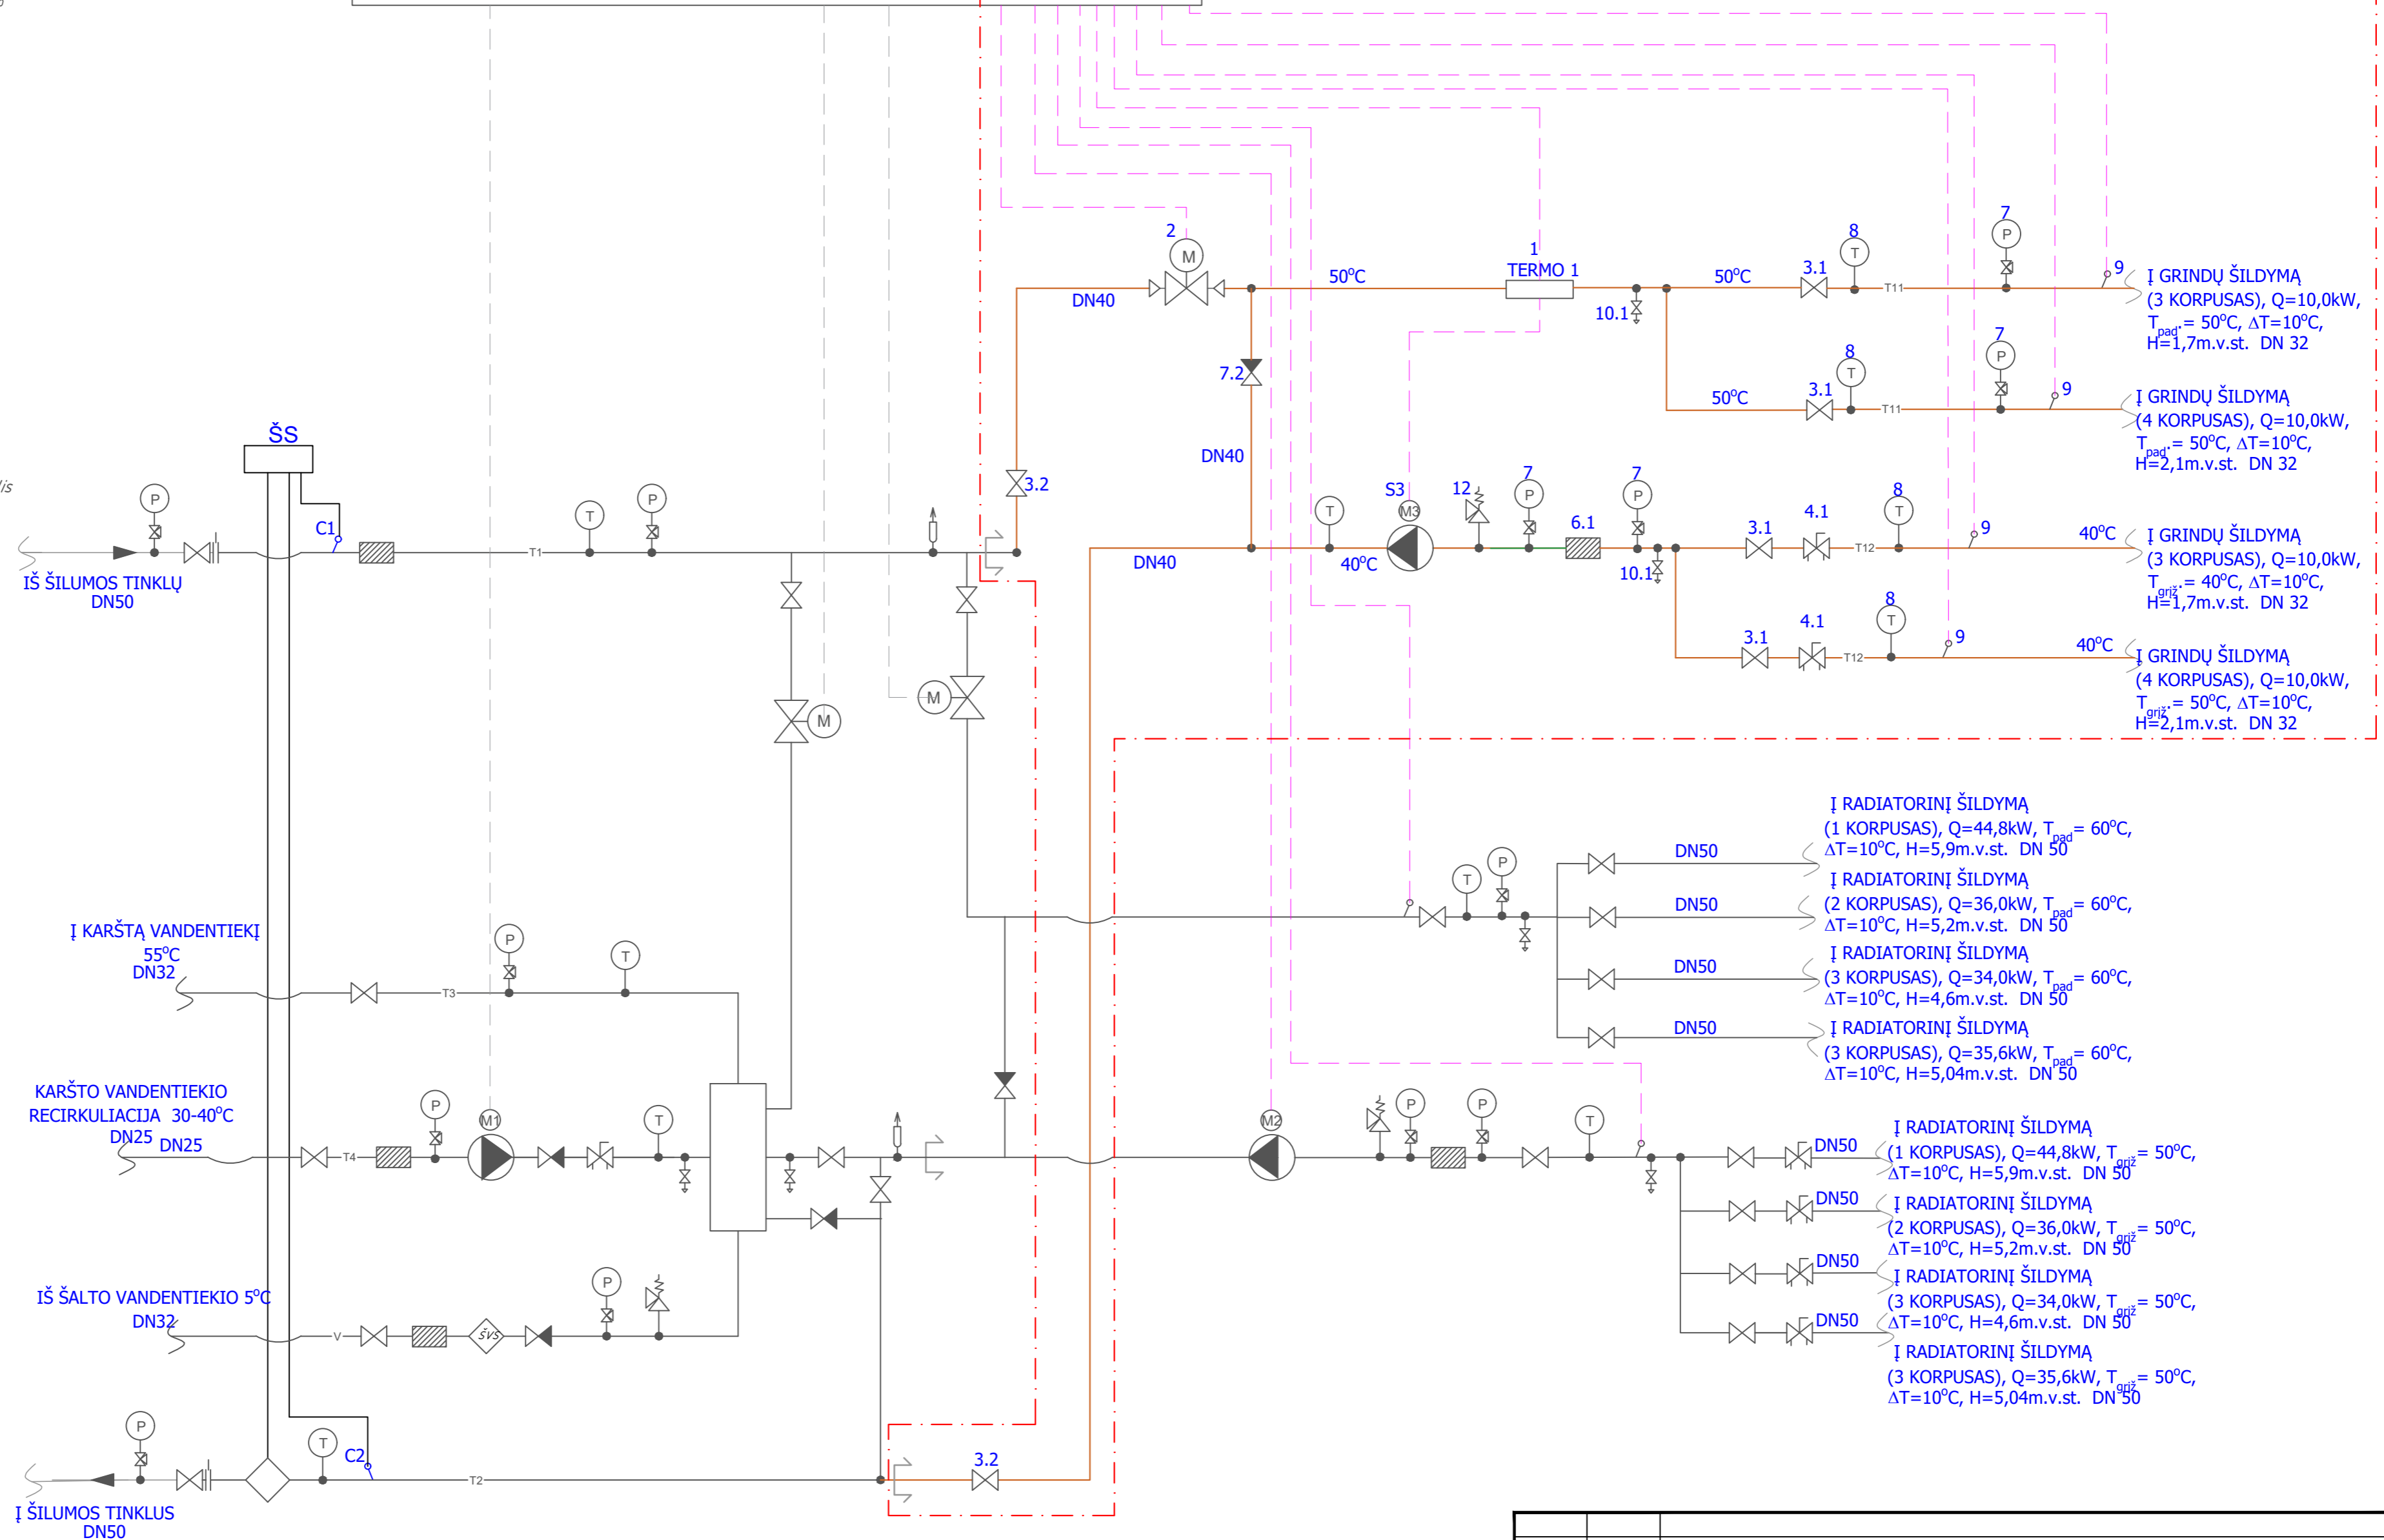 2
M
DN40
50°C
1
TERMO 1
10.1
50°C
3.1
8
T
T11
7
P
9
Į GRINDŲ ŠILDYMĄ
(3 KORPUSAS), Q=10,0kW,
Tpad.= 50°C, ΔT=10°C,
H=1,7m.v.st. DN 32
7.2
DN40
50°C
3.1
8
T
T11
7
P
9
Į GRINDŲ ŠILDYMĄ
(4 KORPUSAS), Q=10,0kW,
Tpad.= 50°C, ΔT=10°C,
H=2,1m.v.st. DN 32
ŠS
P
C1
T1
T
P
3.2
IŠ ŠILUMOS TINKLŲ
DN50
DN40
T
40°C
S3
M3
12
7
P
6.1
7
P
10.1
3.1
4.1
T12
8
T
9
40°C
Į GRINDŲ ŠILDYMĄ
(3 KORPUSAS), Q=10,0kW,
Tgriž.= 40°C, ΔT=10°C,
H=1,7m.v.st. DN 32
3.1
4.1
T12
8
T
9
40°C
Į GRINDŲ ŠILDYMĄ
(4 KORPUSAS), Q=10,0kW,
Tgriž.= 50°C, ΔT=10°C,
H=2,1m.v.st. DN 32
M
M
T
P
DN50
Į RADIATORINĮ ŠILDYMĄ
(1 KORPUSAS), Q=44,8kW, Tpad= 60°C,
ΔT=10°C, H=5,9m.v.st. DN 50
DN50
Į RADIATORINĮ ŠILDYMĄ
(2 KORPUSAS), Q=36,0kW, Tpad= 60°C,
ΔT=10°C, H=5,2m.v.st. DN 50
DN50
Į RADIATORINĮ ŠILDYMĄ
(3 KORPUSAS), Q=34,0kW, Tpad= 60°C,
ΔT=10°C, H=4,6m.v.st. DN 50
DN50
Į RADIATORINĮ ŠILDYMĄ
(3 KORPUSAS), Q=35,6kW, Tpad= 60°C,
ΔT=10°C, H=5,04m.v.st. DN 50
Į KARŠTĄ VANDENTIEKĮ
55°C
DN32
T3
P
T
KARŠTO VANDENTIEKIO
RECIRKULIACIJA 30-40°C
DN25
DN25
T4
P
M1
T
M2
P
P
T
DN50
Į RADIATORINĮ ŠILDYMĄ
(1 KORPUSAS), Q=44,8kW, Tgriž= 50°C,
ΔT=10°C, H=5,9m.v.st. DN 50
DN50
Į RADIATORINĮ ŠILDYMĄ
(2 KORPUSAS), Q=36,0kW, Tgriž= 50°C,
ΔT=10°C, H=5,2m.v.st. DN 50
DN50
Į RADIATORINĮ ŠILDYMĄ
(3 KORPUSAS), Q=34,0kW, Tgriž= 50°C,
ΔT=10°C, H=4,6m.v.st. DN 50
DN50
Į RADIATORINĮ ŠILDYMĄ
(3 KORPUSAS), Q=35,6kW, Tgriž= 50°C,
ΔT=10°C, H=5,04m.v.st. DN 50
IŠ ŠALTO VANDENTIEKIO 5°C
DN32
V
ŠVS
P
P
T
C2
T2
3.2
Į ŠILUMOS TINKLUS
DN50